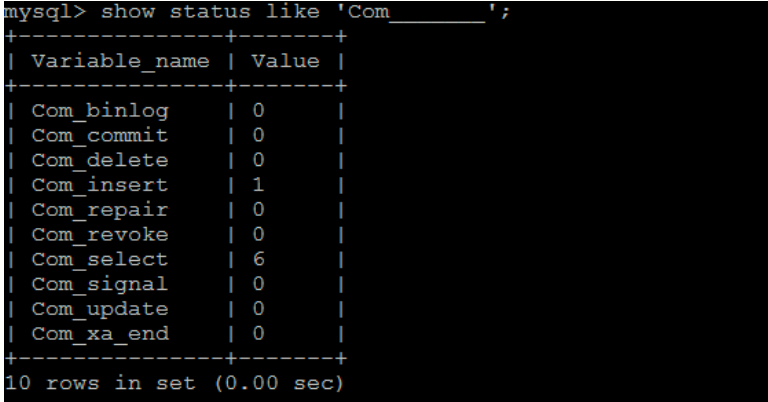 mysql> show status like 'Com_______';
+---------------+-------+
| Variable_name | Value |
+---------------+-------+
| Com_binlog    | 0     |
| Com_commit    | 0     |
| Com_delete    | 0     |
| Com_insert    | 1     |
| Com_repair    | 0     |
| Com_revoke    | 0     |
| Com_select    | 6     |
| Com_signal    | 0     |
| Com_update    | 0     |
| Com_xa_end    | 0     |
+---------------+-------+
10 rows in set (0.00 sec)